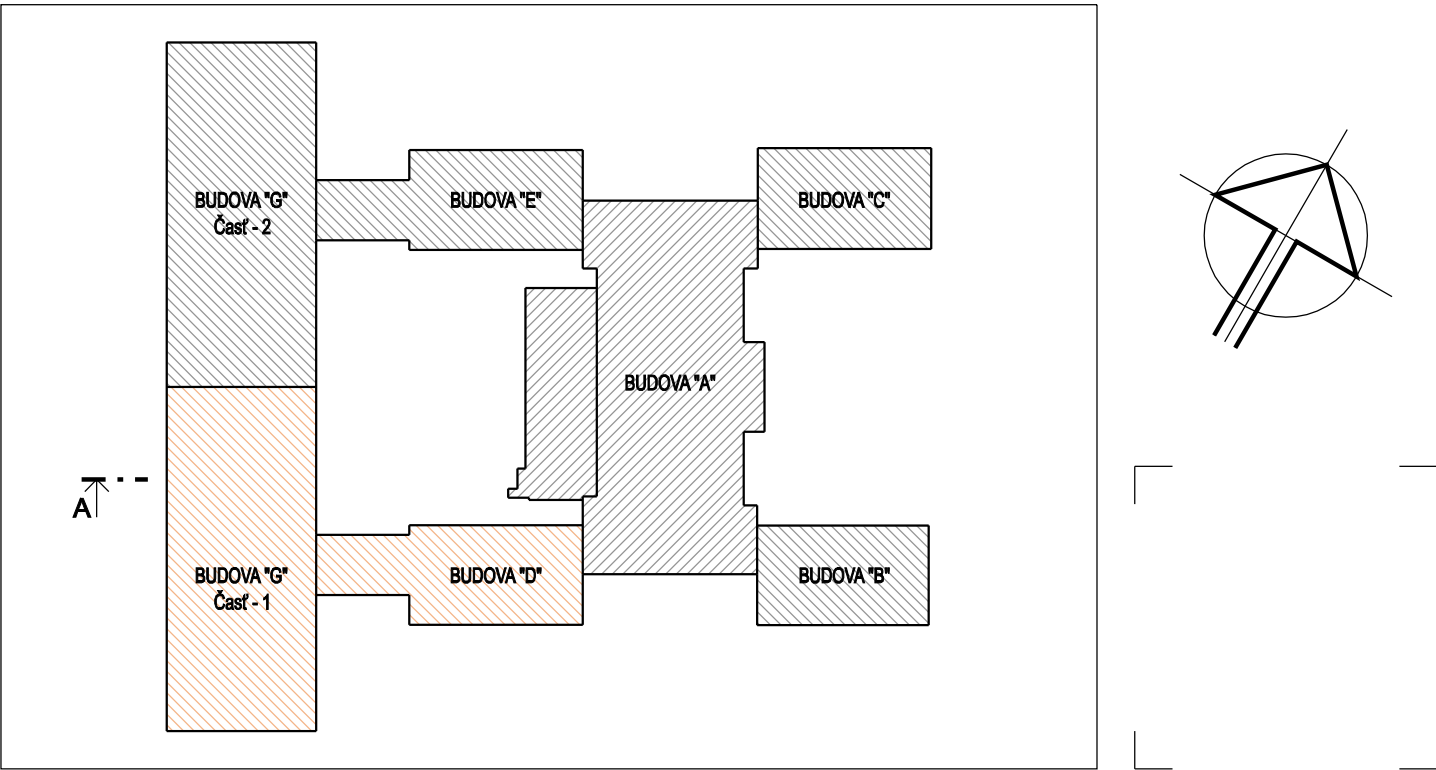 BUDOVA "G"
Časť - 2
BUDOVA "E"
BUDOVA "C"
BUDOVA "A"
A
BUDOVA "G"
Časť - 1
BUDOVA "D"
BUDOVA "B"